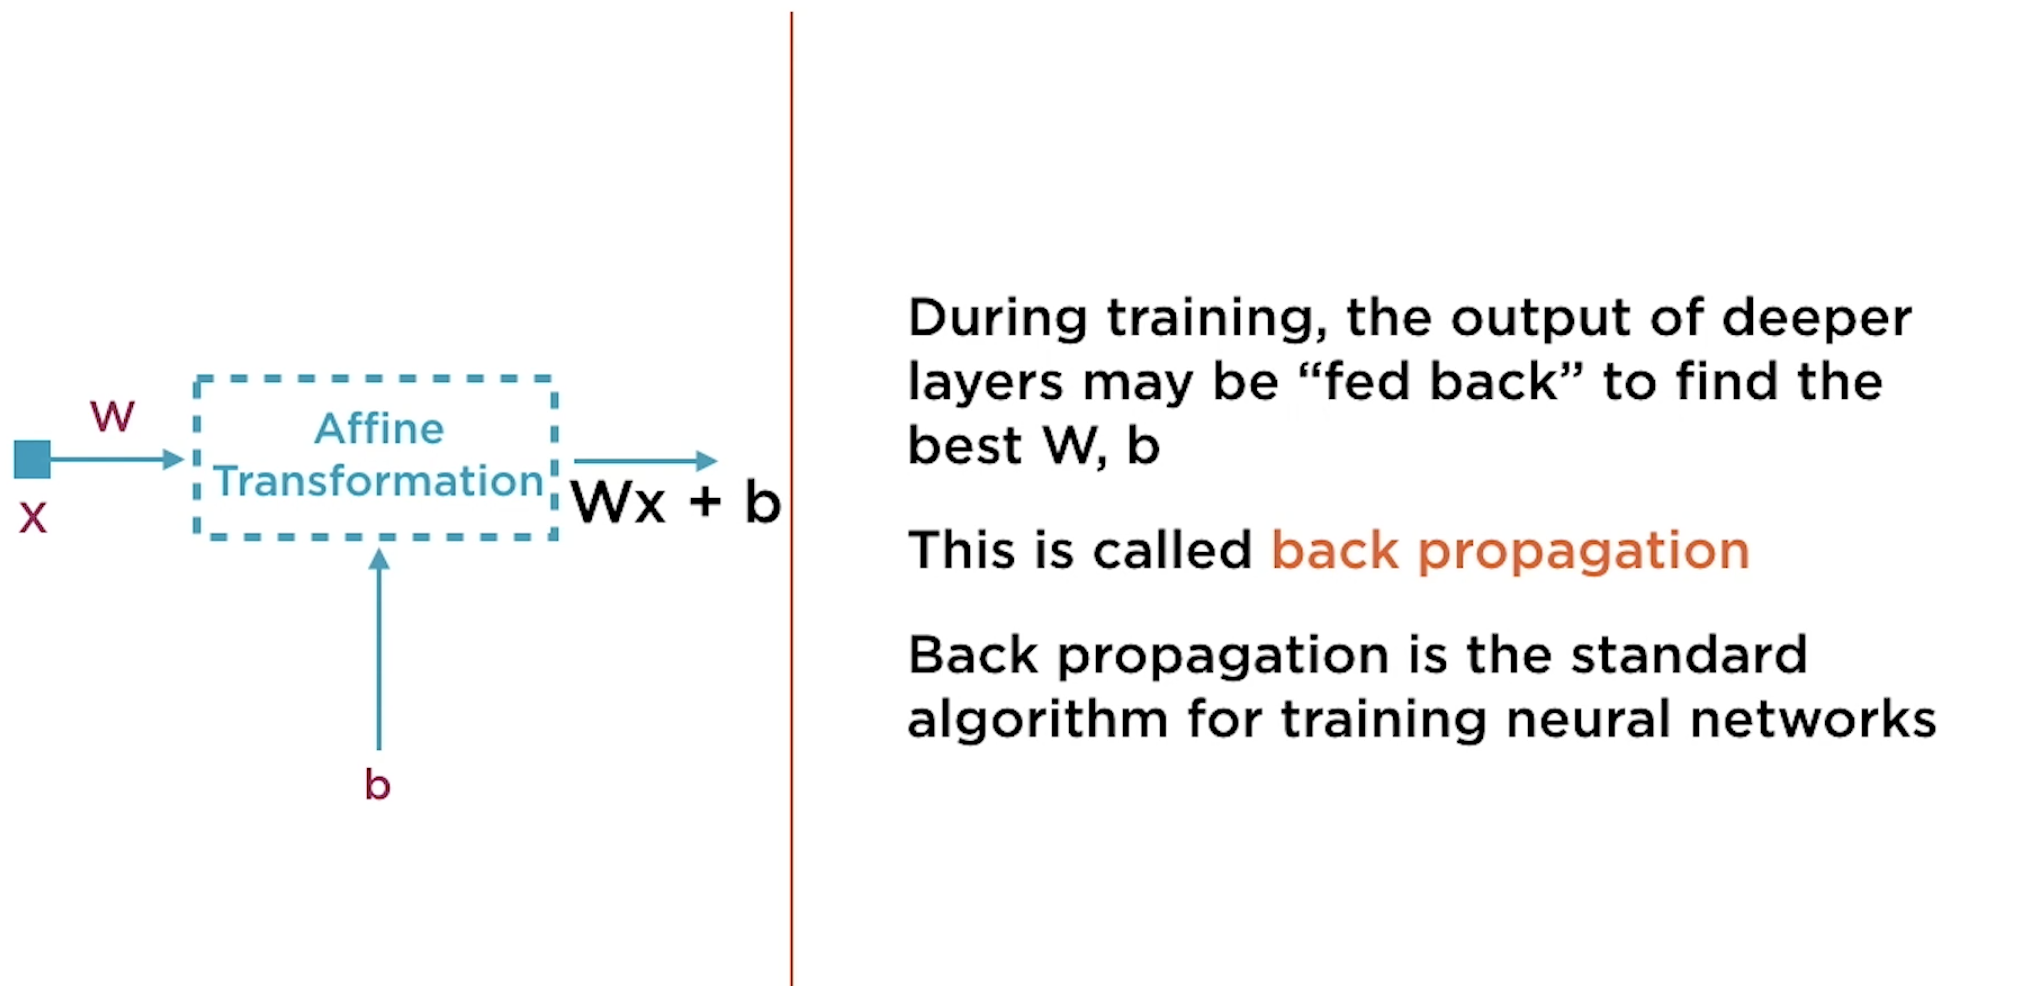 W
x
Affine
Transformation
Wx + b
b
During training, the output of deeper
layers may be “fed back” to find the
best W, b
This is called back propagation
Back propagation is the standard
algorithm for training neural networks